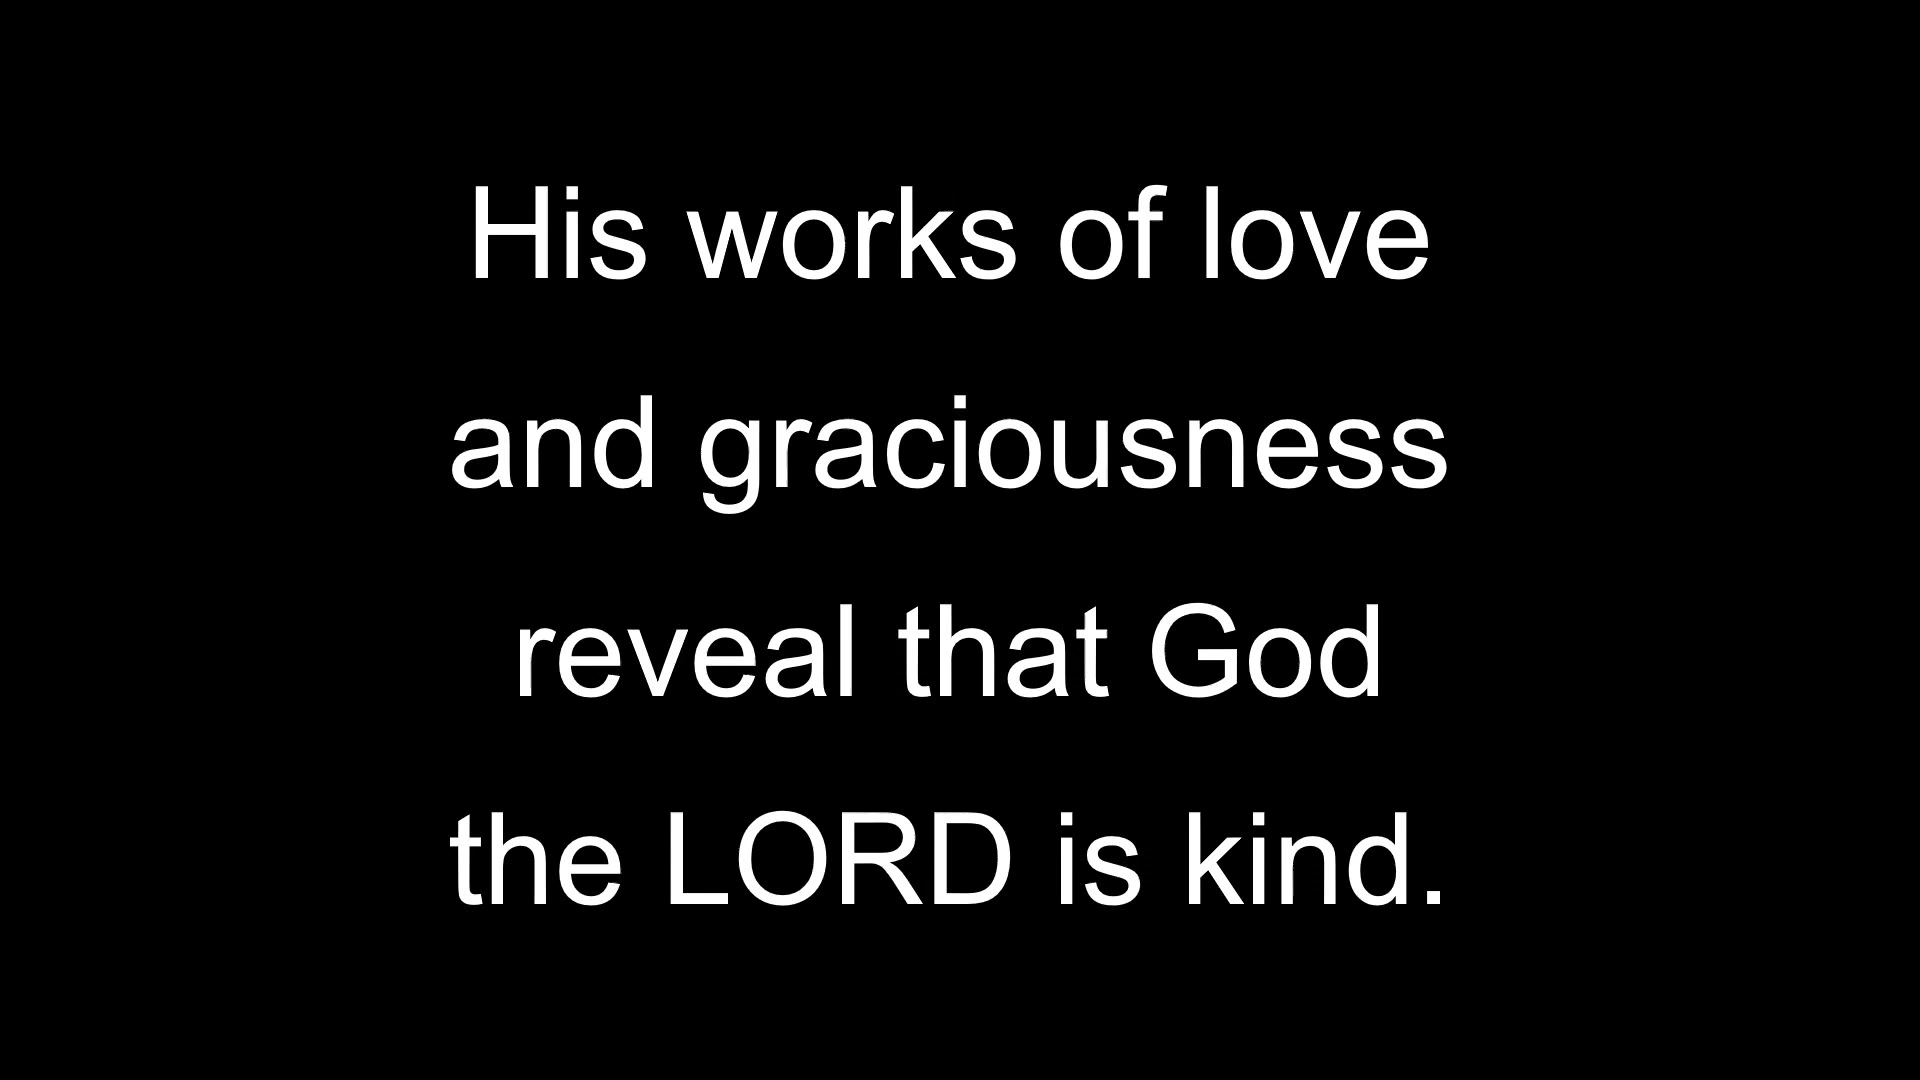 His works of love
and graciousness
reveal that God
the LORD is kind.